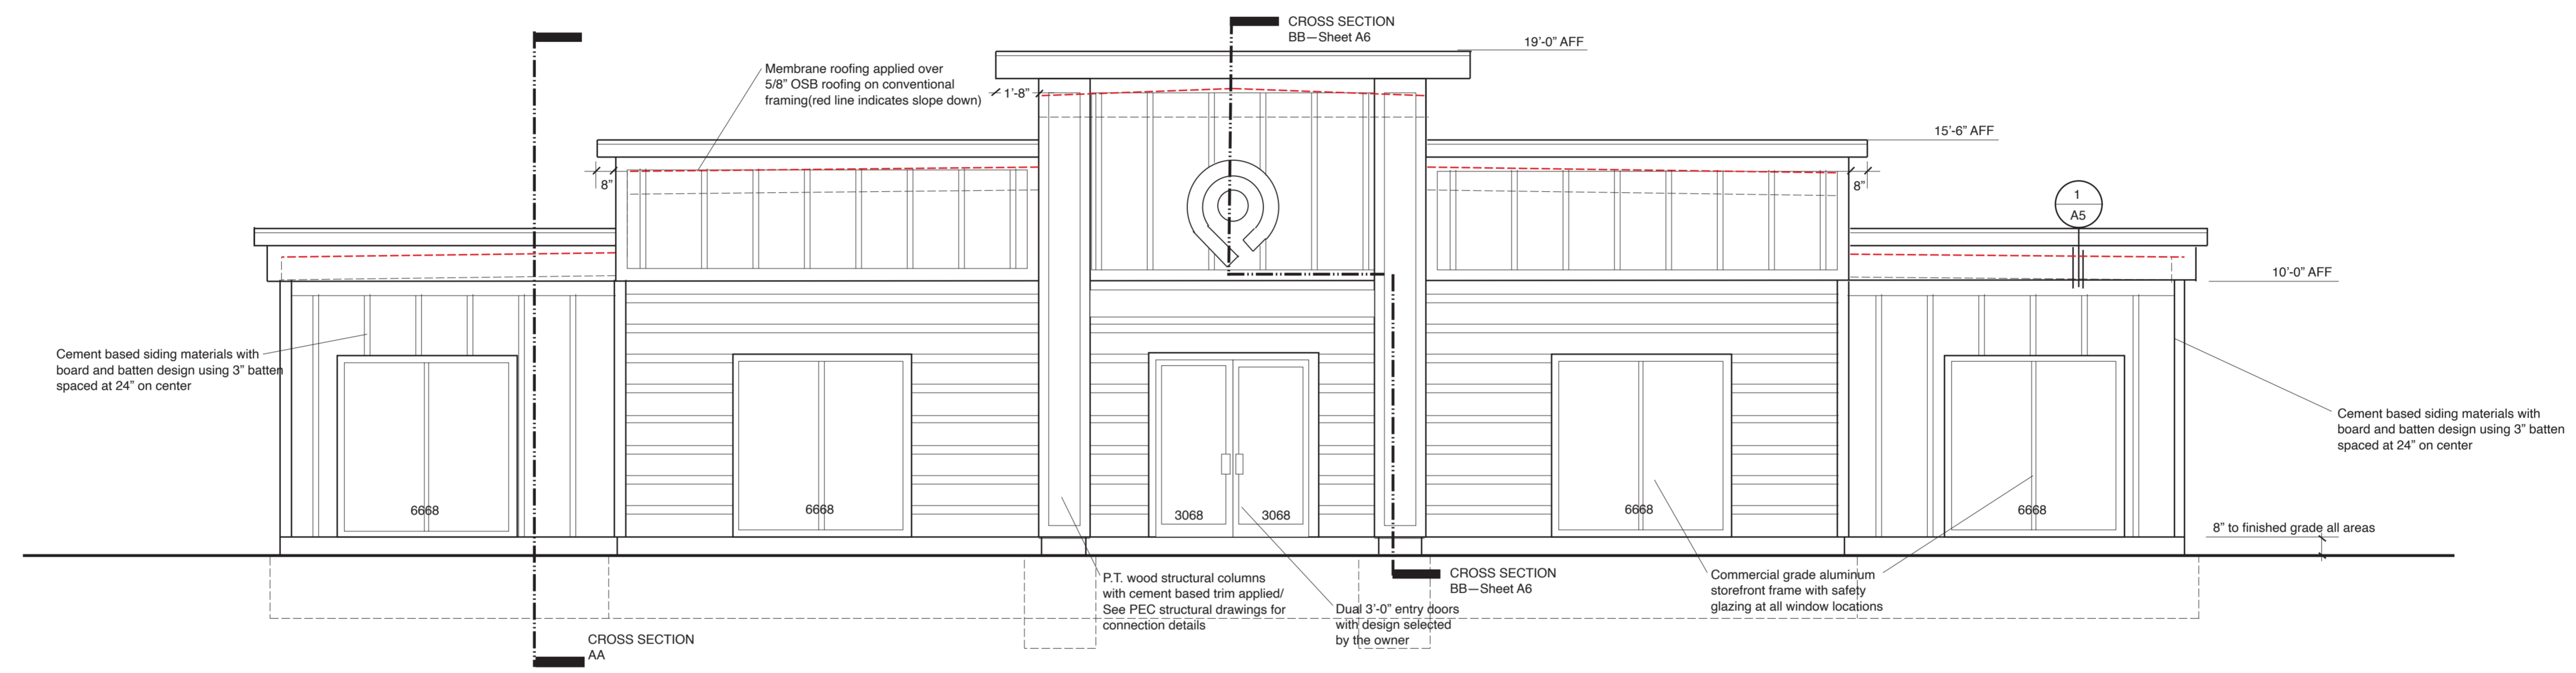 CROSS SECTION
BB—Sheet A6
19’-0” AFF
Membrane roofing applied over
5/8” OSB roofing on conventional
framing(red line indicates slope down)
1’-8”
15’-6” AFF
8”
8”
1
A5
10’-0” AFF
Cement based siding materials with
board and batten design using 3” batten
spaced at 24” on center
Cement based siding materials with
board and batten design using 3” batten
spaced at 24” on center
6668
6668
3068
3068
6668
6668
8” to finished grade all areas
P.T. wood structural columns
with cement based trim applied/
See PEC structural drawings for
connection details
Dual 3’-0” entry doors
with design selected
by the owner
CROSS SECTION
BB—Sheet A6
Commercial grade aluminum
storefront frame with safety
glazing at all window locations
CROSS SECTION
AA